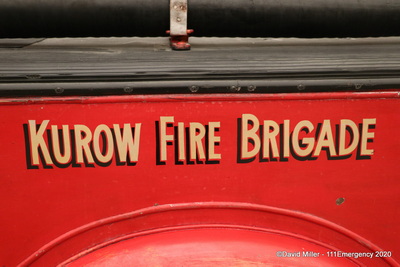 KUROW FIRE BRIGADE
©David Miller - 111Emergency 2020